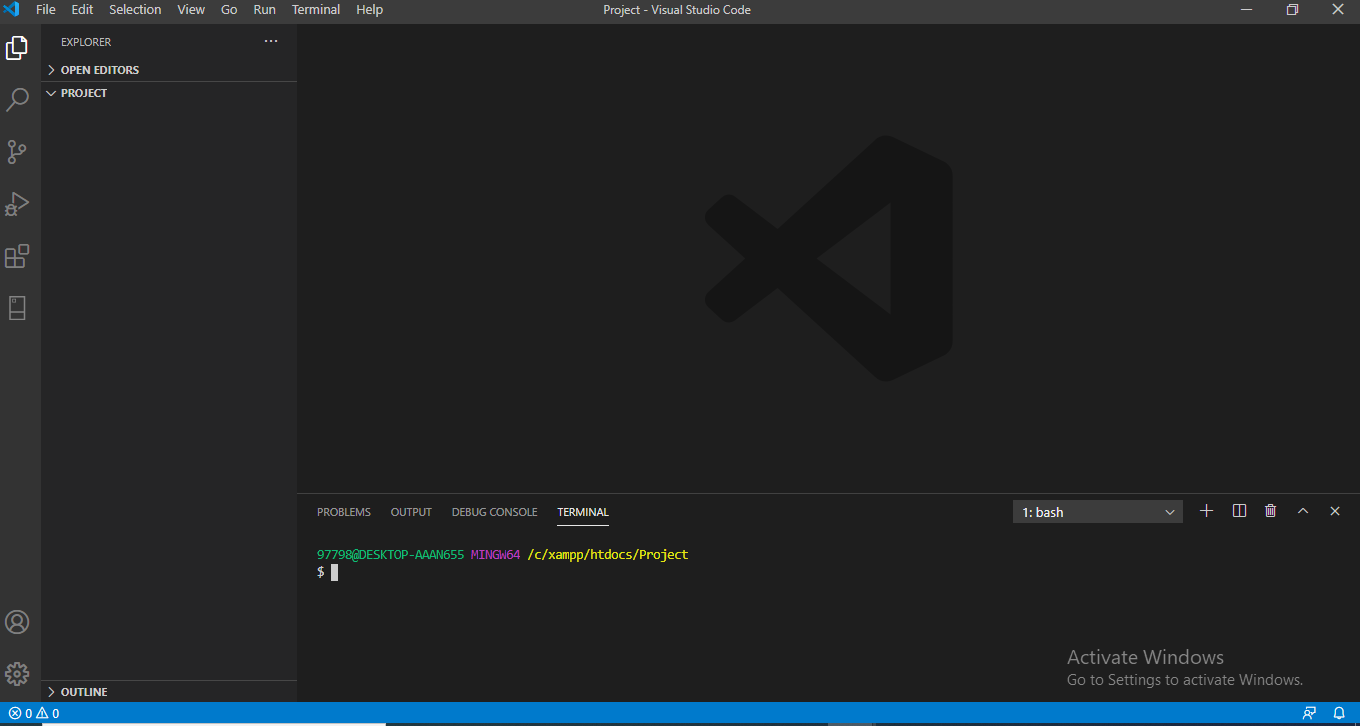 File Edit Selection View Go Run Terminal Help Project - Visual Studio Code
EXPLORER
OPEN EDITORS
PROJECT
PROBLEMS OUTPUT DEBUG CONSOLE TERMINAL 1: bash
97798@DESKTOP-AAAN655 MINGW64 /c/xampp/htdocs/Project
$
Activate Windows
Go to Settings to activate Windows.
OUTLINE
0 0